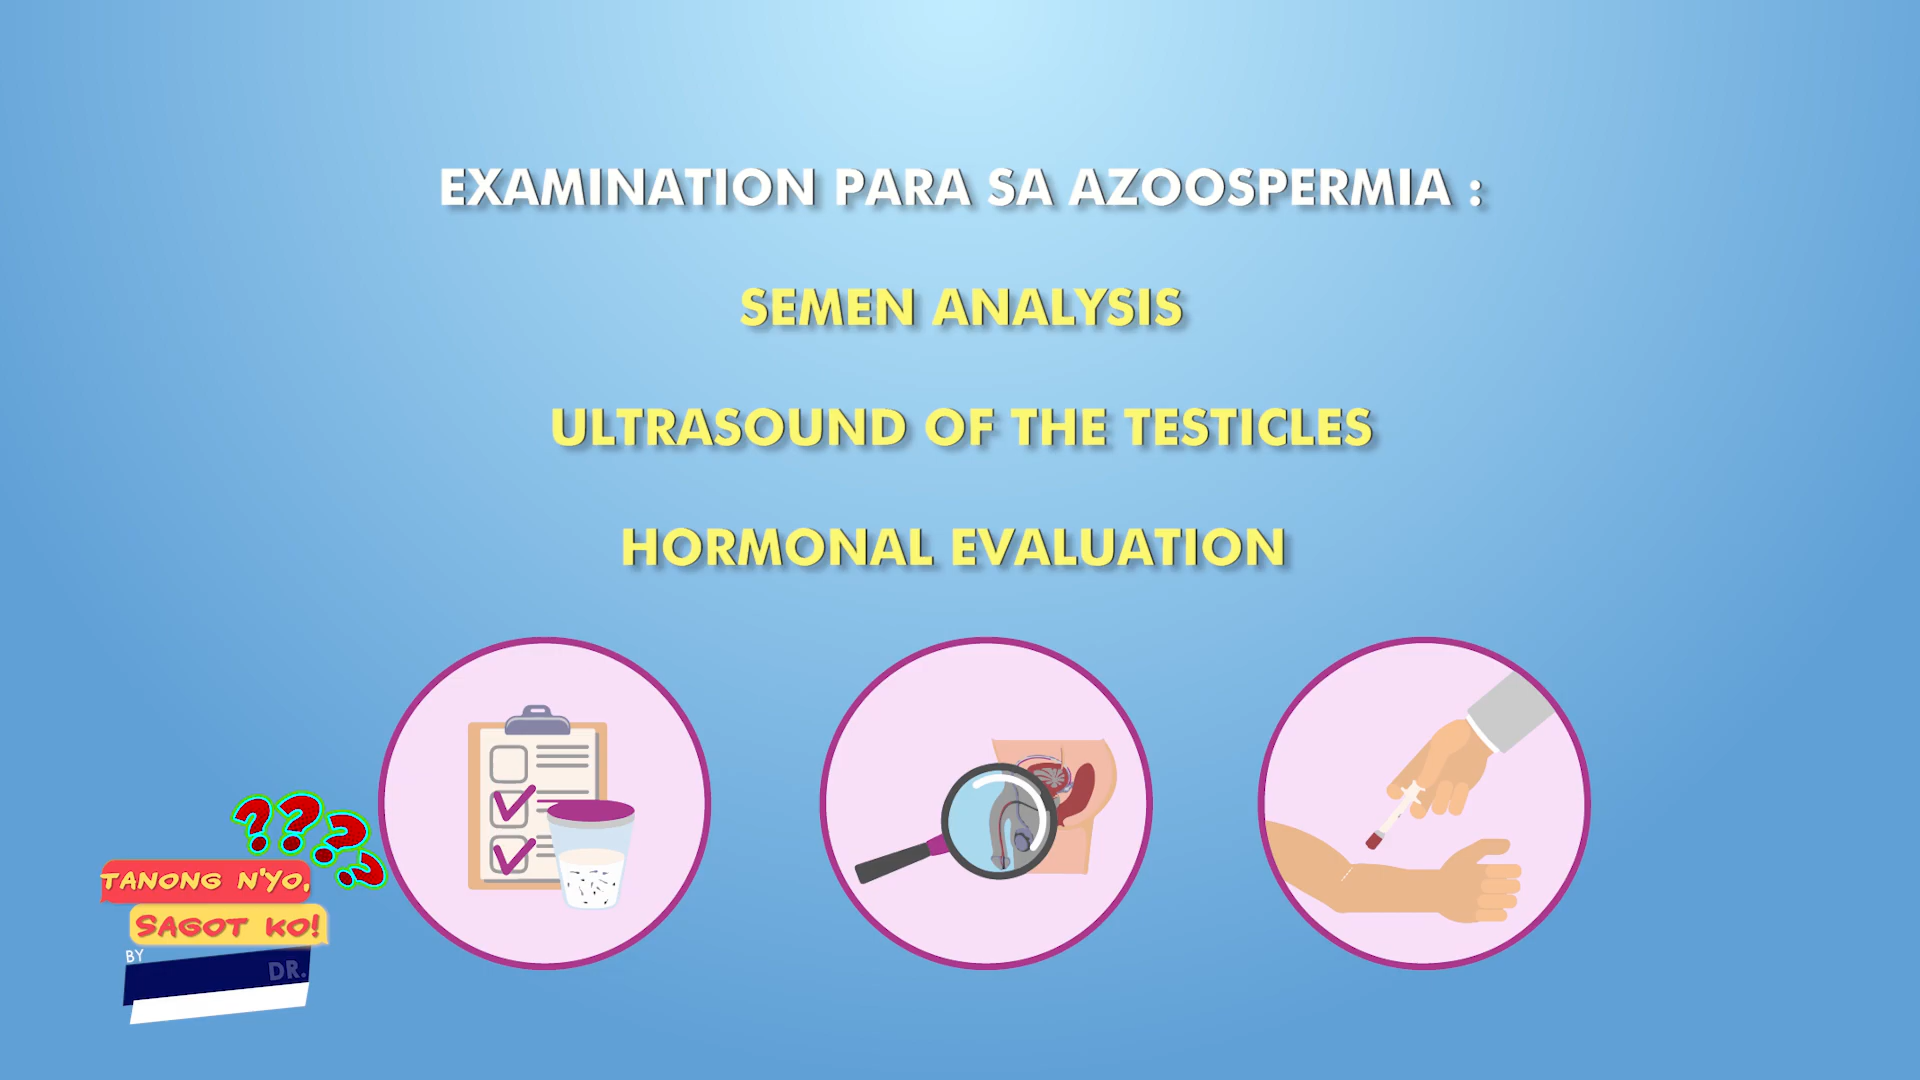 EXAMINATION PARA SA AZOOSPERMIA :
SEMEN ANALYSIS
ULTRASOUND OF THE TESTICLES
HORMONAL EVALUATION
????
TANONG N'YO,
SAGOT KO!
BY
DR.